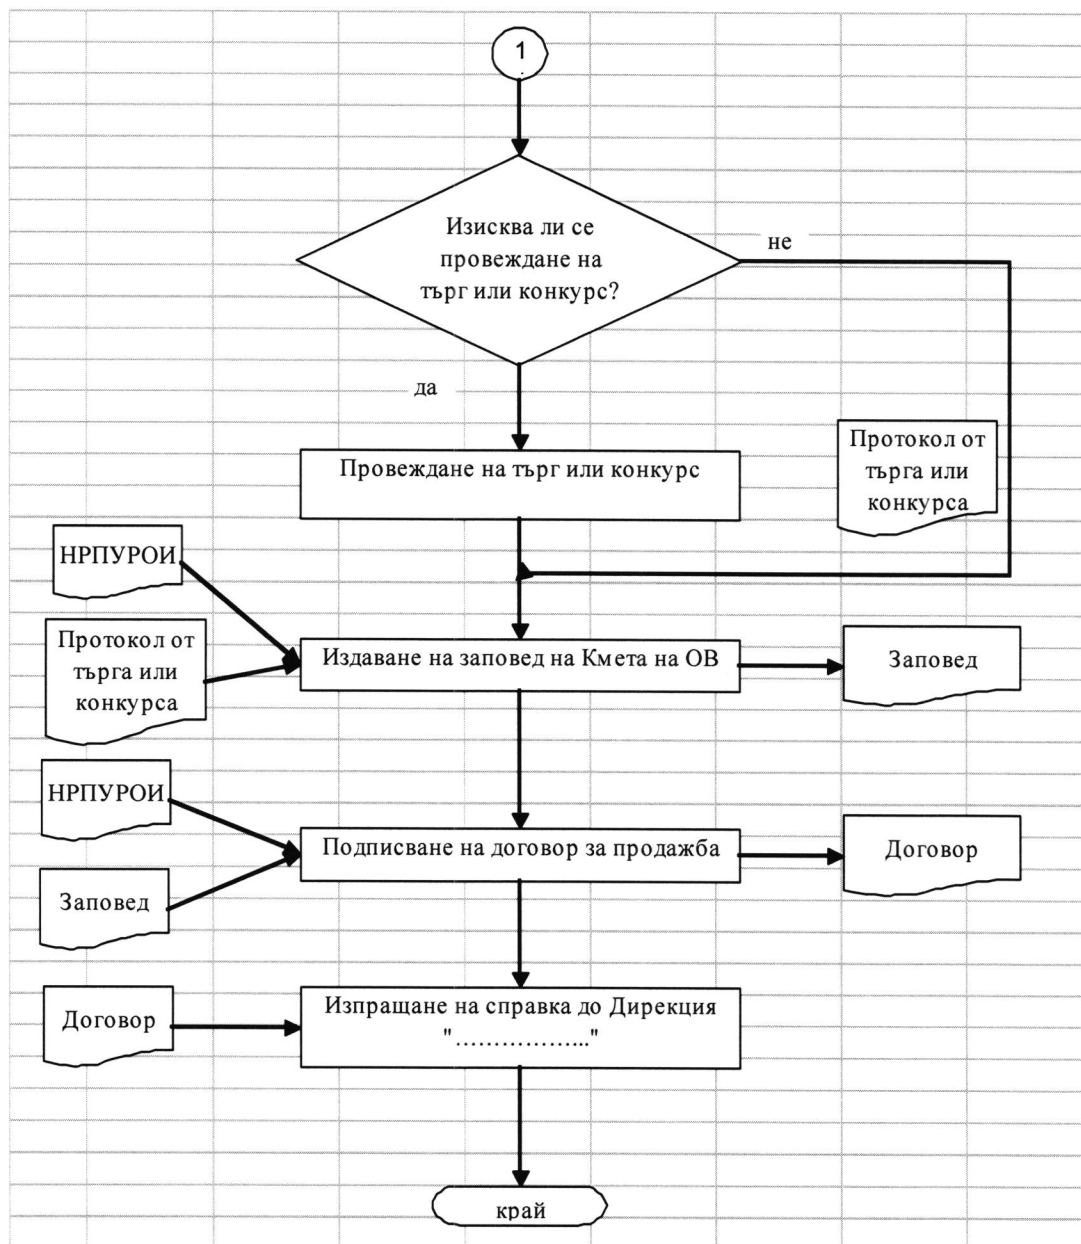 1
Изисква ли се
провеждане на
търг или конкурс?
не
да
Провеждане на търг или конкурс
Протокол от
търга или
конкурса
НРПУРОИ
Протокол от
търга или
конкурса
Издаване на заповед на Кмета на ОВ
Заповед
НРПУРОИ
Заповед
Подписване на договор за продажба
Договор
Договор
Изпращане на справка до Дирекция
"………………..."
край